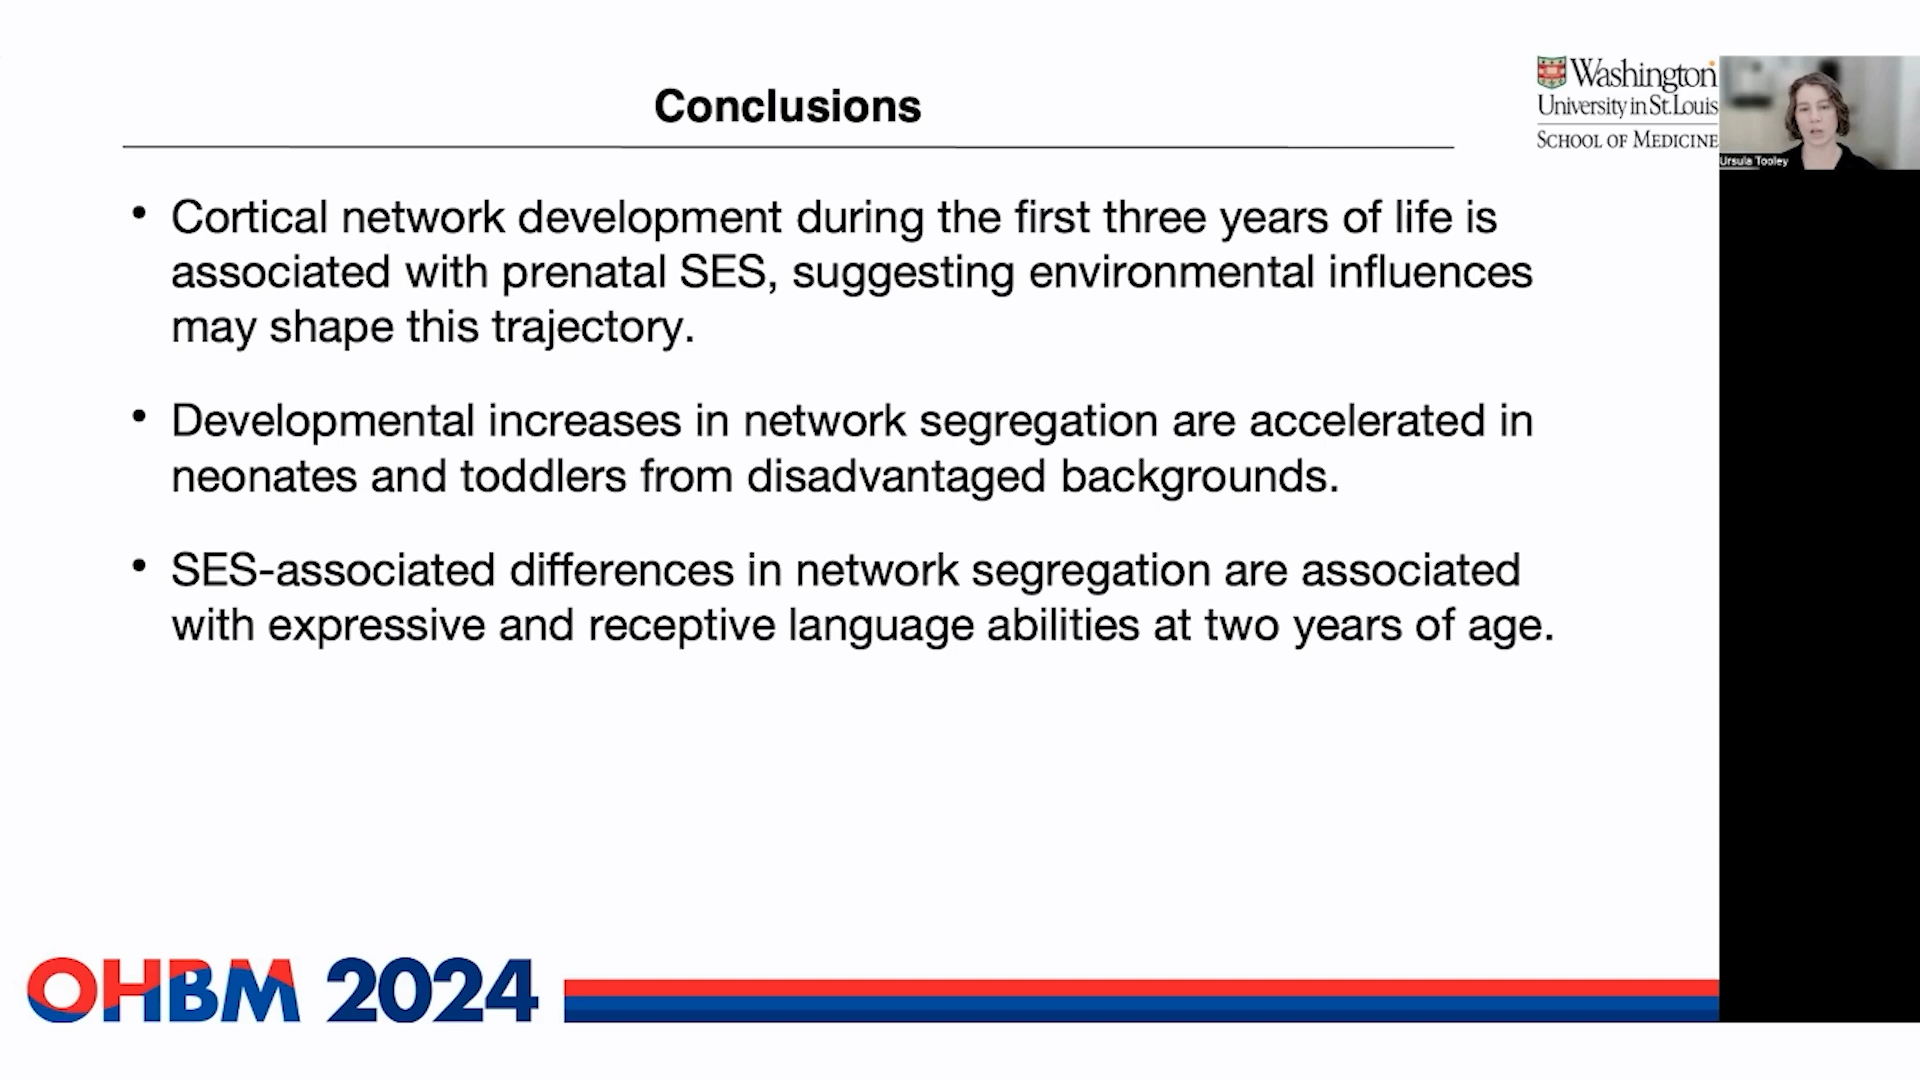 Conclusions
Washington
University in St. Louis
SCHOOL OF MEDICINE
Ursula Tooley
• Cortical network development during the first three years of life is
associated with prenatal SES, suggesting environmental influences
may shape this trajectory.
• Developmental increases in network segregation are accelerated in
neonates and toddlers from disadvantaged backgrounds.
• SES-associated differences in network segregation are associated
with expressive and receptive language abilities at two years of age.
OHBM 2024